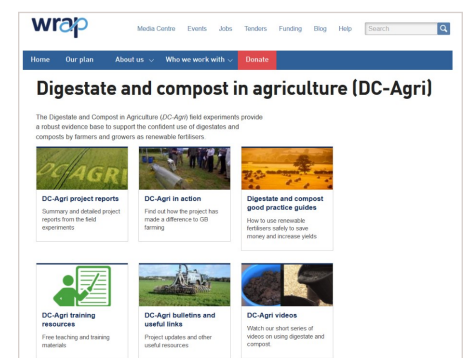 wrap
Media Centre Events Jobs Tenders Funding Blog Help Search
Home Our plan About us Who we work with Donate
Digestate and compost in agriculture (DC-Agri)
The Digestate and Compost in Agriculture (DC-Agri) field experiments provide
a robust evidence base to support the confident use of digestates and
composts by farmers and growers as renewable fertilisers.
DC-AGRI
DC-Agri project reports
Summary and detailed project
reports from the field
experiments
DC-Agri in action
Find out how the project has
made a difference to GB
farming
Digestate and compost
good practice guides
How to use renewable
fertilisers safely to save
money and increase yields
DC-Agri training
resources
Free teaching and training
materials
DC-Agri bulletins and
useful links
Project updates and other
useful resources
DC-Agri videos
Watch our short series of
videos on using digestate and
compost.